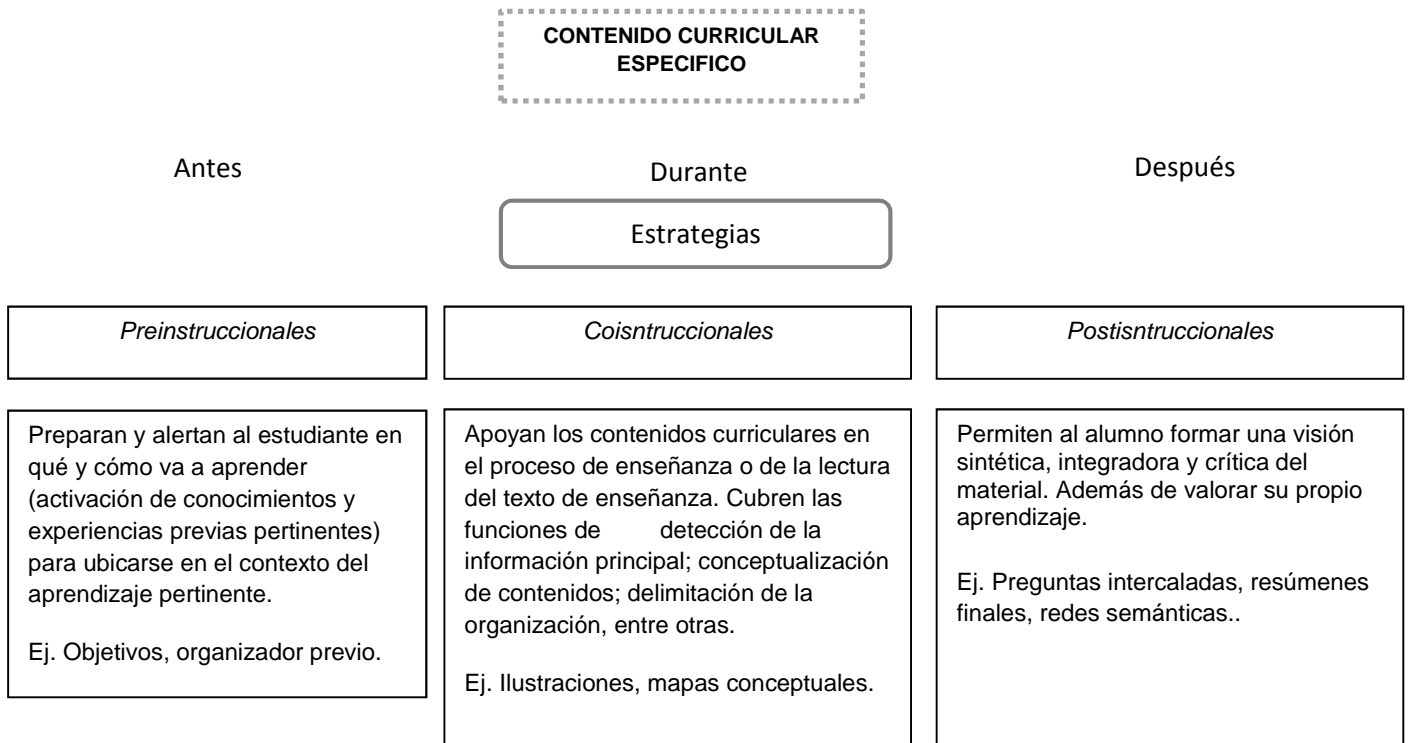 CONTENIDO CURRICULAR
ESPECIFICO
Antes
Durante
Después
Estrategias
Preinstruccionales
Coisntruccionales
Postisntruccionales
Preparan y alertan al estudiante en
qué y cómo va a aprender
(activación de conocimientos y
experiencias previas pertinentes)
para ubicarse en el contexto del
aprendizaje pertinente.
Ej. Objetivos, organizador previo.
Apoyan los contenidos curriculares en
el proceso de enseñanza o de la lectura
del texto de enseñanza. Cubren las
funciones de detección de la
información principal; conceptualización
de contenidos; delimitación de la
organización, entre otras.
Ej. Ilustraciones, mapas conceptuales.
Permiten al alumno formar una visión
sintética, integradora y crítica del
material. Además de valorar su propio
aprendizaje.
Ej. Preguntas intercaladas, resúmenes
finales, redes semánticas..